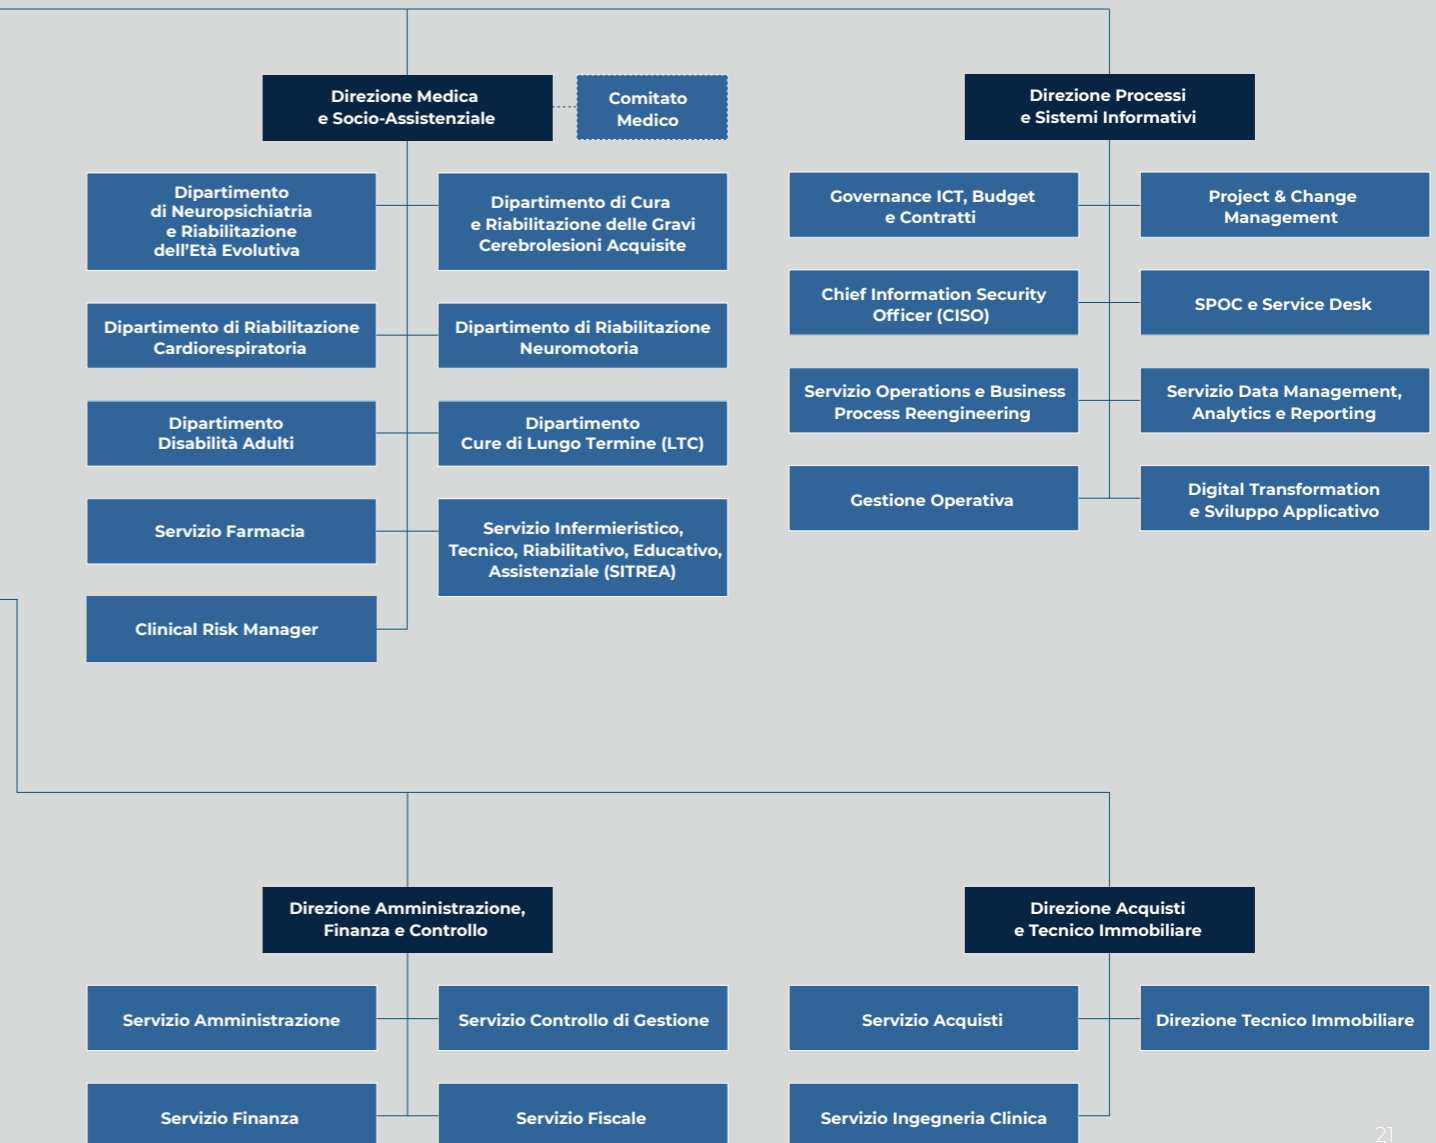 Direzione Medica
e Socio-Assistenziale
Comitato
Medico
Dipartimento
di Neuropsichiatria
e Riabilitazione
dell’Età Evolutiva
Dipartimento di Cura
e Riabilitazione delle Gravi
Cerebrolesioni Acquisite
Dipartimento di Riabilitazione
Cardiorespiratoria
Dipartimento di Riabilitazione
Neuromotoria
Dipartimento
Disabilità Adulti
Dipartimento
Cure di Lungo Termine (LTC)
Servizio Farmacia
Servizio Infermieristico,
Tecnico, Riabilitativo, Educativo,
Assistenziale (SITREA)
Clinical Risk Manager
Direzione Processi
e Sistemi Informativi
Governance ICT, Budget
e Contratti
Project & Change
Management
Chief Information Security
Officer (CISO)
SPOC e Service Desk
Servizio Operations e Business
Process Reengineering
Servizio Data Management,
Analytics e Reporting
Gestione Operativa
Digital Transformation
e Sviluppo Applicativo
Direzione Amministrazione,
Finanza e Controllo
Servizio Amministrazione
Servizio Controllo di Gestione
Servizio Finanza
Servizio Fiscale
Direzione Acquisti
e Tecnico Immobiliare
Servizio Acquisti
Direzione Tecnico Immobiliare
Servizio Ingegneria Clinica
21